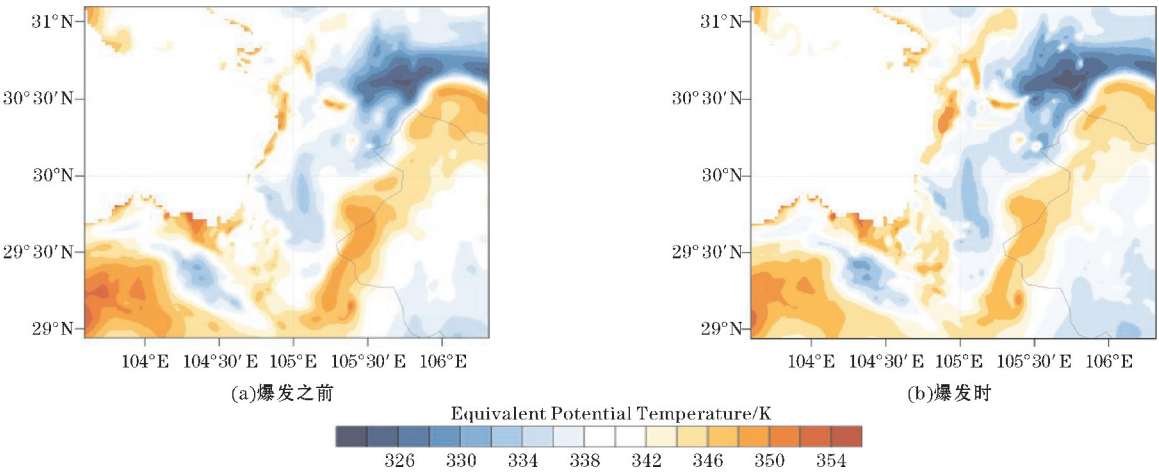 31°N
30°30′N
30°N
29°30′N
29°N
104°E 104°30′E 105°E 105°30′E 106°E
(a)爆发之前
31°N
30°30′N
30°N
29°30′N
29°N
104°E 104°30′E 105°E 105°30′E 106°E
(b)爆发时
Equivalent Potential Temperature/K
326 330 334 338 342 346 350 354